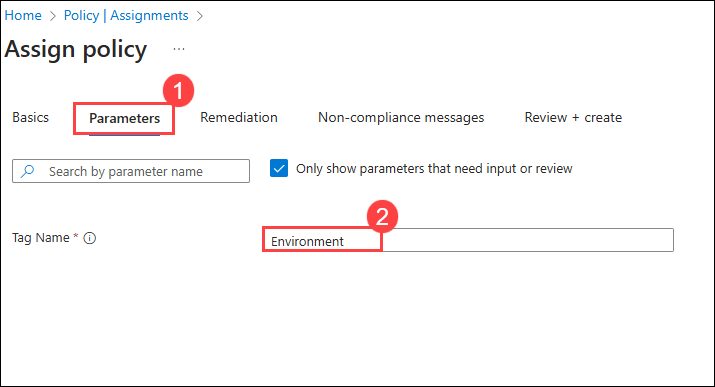 Home > Policy | Assignments >
Assign policy ...
1
Basics Parameters Remediation Non-compliance messages Review + create
Search by parameter name Only show parameters that need input or review
2
Tag Name * Environment